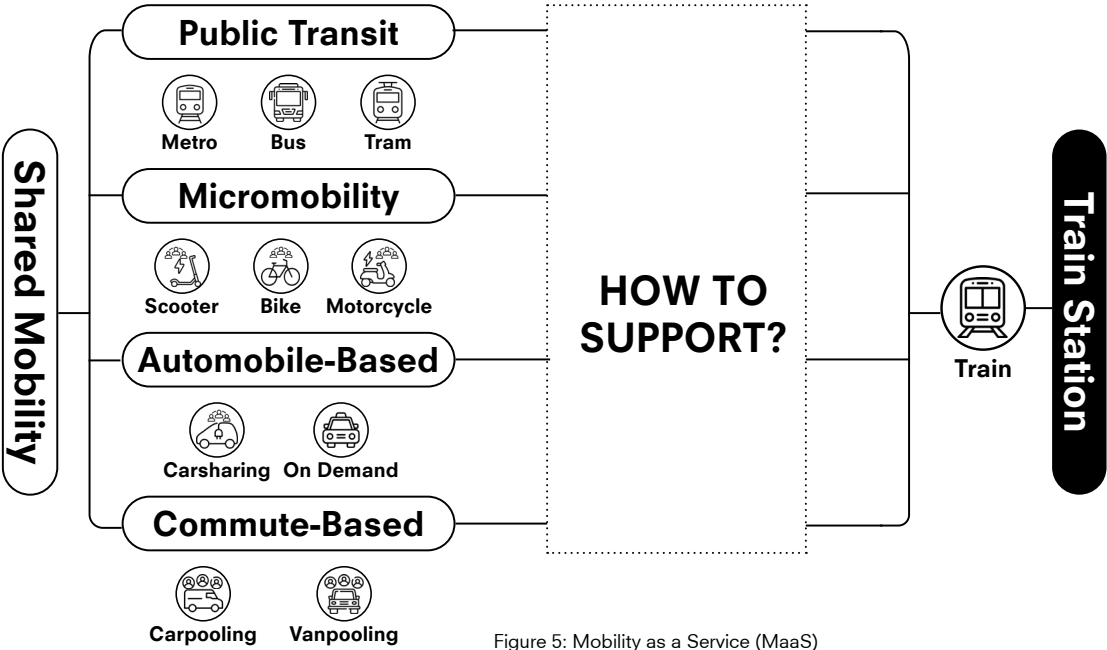 Shared Mobility
Public Transit
Metro
Bus
Tram
Micromobility
Scooter
Bike
Motorcycle
Automobile-Based
Carsharing
On Demand
Commute-Based
Carpooling
Vanpooling
HOW TO
SUPPORT?
Train
Train Station
Figure 5: Mobility as a Service (MaaS)